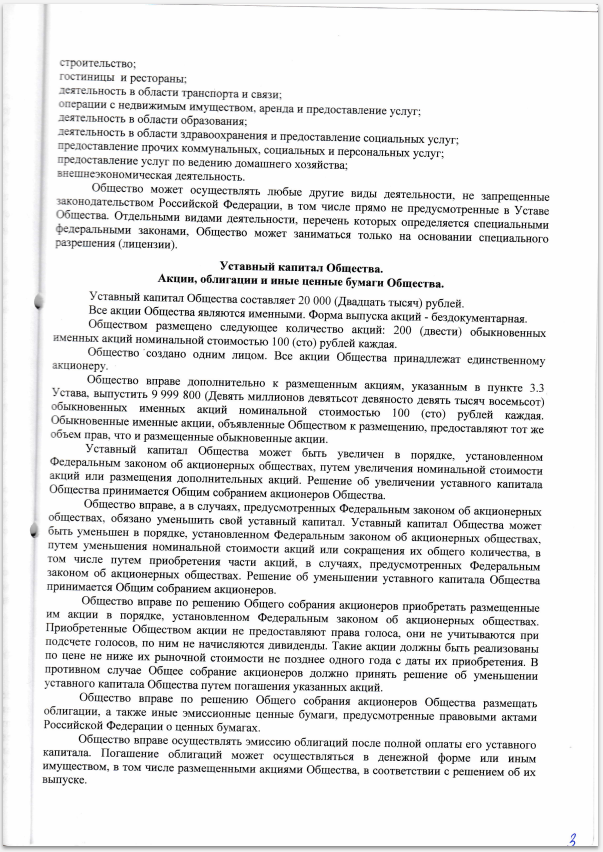 строительство;
гостиницы и рестораны;
деятельность в области транспорта и связи;
операции с недвижимым имуществом, аренда и предоставление услуг;
деятельность в области образования;
деятельность в области здравоохранения и предоставление социальных услуг;
предоставление прочих коммунальных, социальных и персональных услуг;
предоставление услуг по ведению домашнего хозяйства;
внешнеэкономическая деятельность.
Общество может осуществлять любые другие виды деятельности, не запрещенные
законодательством Российской Федерации, в том числе прямо не предусмотренные в Уставе
Общества. Отдельными видами деятельности, перечень которых определяется специальными
федеральными законами, Общество может заниматься только на основании специального
разрешения (лицензии).
Уставный капитал Общества.
Акции, облигации и иные ценные бумаги Общества.
Уставный капитал Общества составляет 20 000 (Двадцать тысяч) рублей.
Все акции Общества являются именными. Форма выпуска акций - бездокументарная.
Обществом размещено следующее количество акций: 200 (двести) обыкновенных
именных акций номинальной стоимостью 100 (сто) рублей каждая.
Общество создано одним лицом. Все акции Общества принадлежат единственному
акционеру.
Общество вправе дополнительно к размещенным акциям, указанным в пункте 3.3
Устава, выпустить 9 999 800 (Девять миллионов девятьсот девяносто девять тысяч восемьсот)
обыкновенных именных акций номинальной стоимостью 100 (сто) рублей каждая.
Обыкновенные именные акции, объявленные Обществом к размещению, предоставляют тот же
объем прав, что и размещенные обыкновенные акции.
Уставный капитал Общества может быть увеличен в порядке, установленном
Федеральным законом об акционерных обществах, путем увеличения номинальной стоимости
акций или размещения дополнительных акций. Решение об увеличении уставного капитала
Общества принимается Общим собранием акционеров Общества.
Общество вправе, а в случаях, предусмотренных Федеральным законом об акционерных
обществах, обязано уменьшить свой уставный капитал. Уставный капитал Общества может
быть уменьшен в порядке, установленном Федеральным законом об акционерных обществах,
путем уменьшения номинальной стоимости акций или сокращения их общего количества, в
том числе путем приобретения части акций, в случаях, предусмотренных Федеральным
законом об акционерных обществах. Решение об уменьшении уставного капитала Общества
принимается Общим собранием акционеров.
Общество вправе по решению Общего собрания акционеров приобретать размещенные
им акции в порядке, установленном Федеральным законом об акционерных обществах.
Приобретенные Обществом акции не предоставляют права голоса, они не учитываются при
подсчете голосов, по ним не начисляются дивиденды. Такие акции должны быть реализованы
по цене не ниже их рыночной стоимости не позднее одного года с даты их приобретения. В
противном случае Общее собрание акционеров должно принять решение об уменьшении
уставного капитала Общества путем погашения указанных акций.
Общество вправе по решению Общего собрания акционеров Общества размещать
облигации, а также иные эмиссионные ценные бумаги, предусмотренные правовыми актами
Российской Федерации о ценных бумагах.
Общество вправе осуществлять эмиссию облигаций после полной оплаты его уставного
капитала. Погашение облигаций может осуществляться в денежной форме или иным
имуществом, в том числе размещенными акциями Общества, в соответствии с решением об их
выпуске.
3